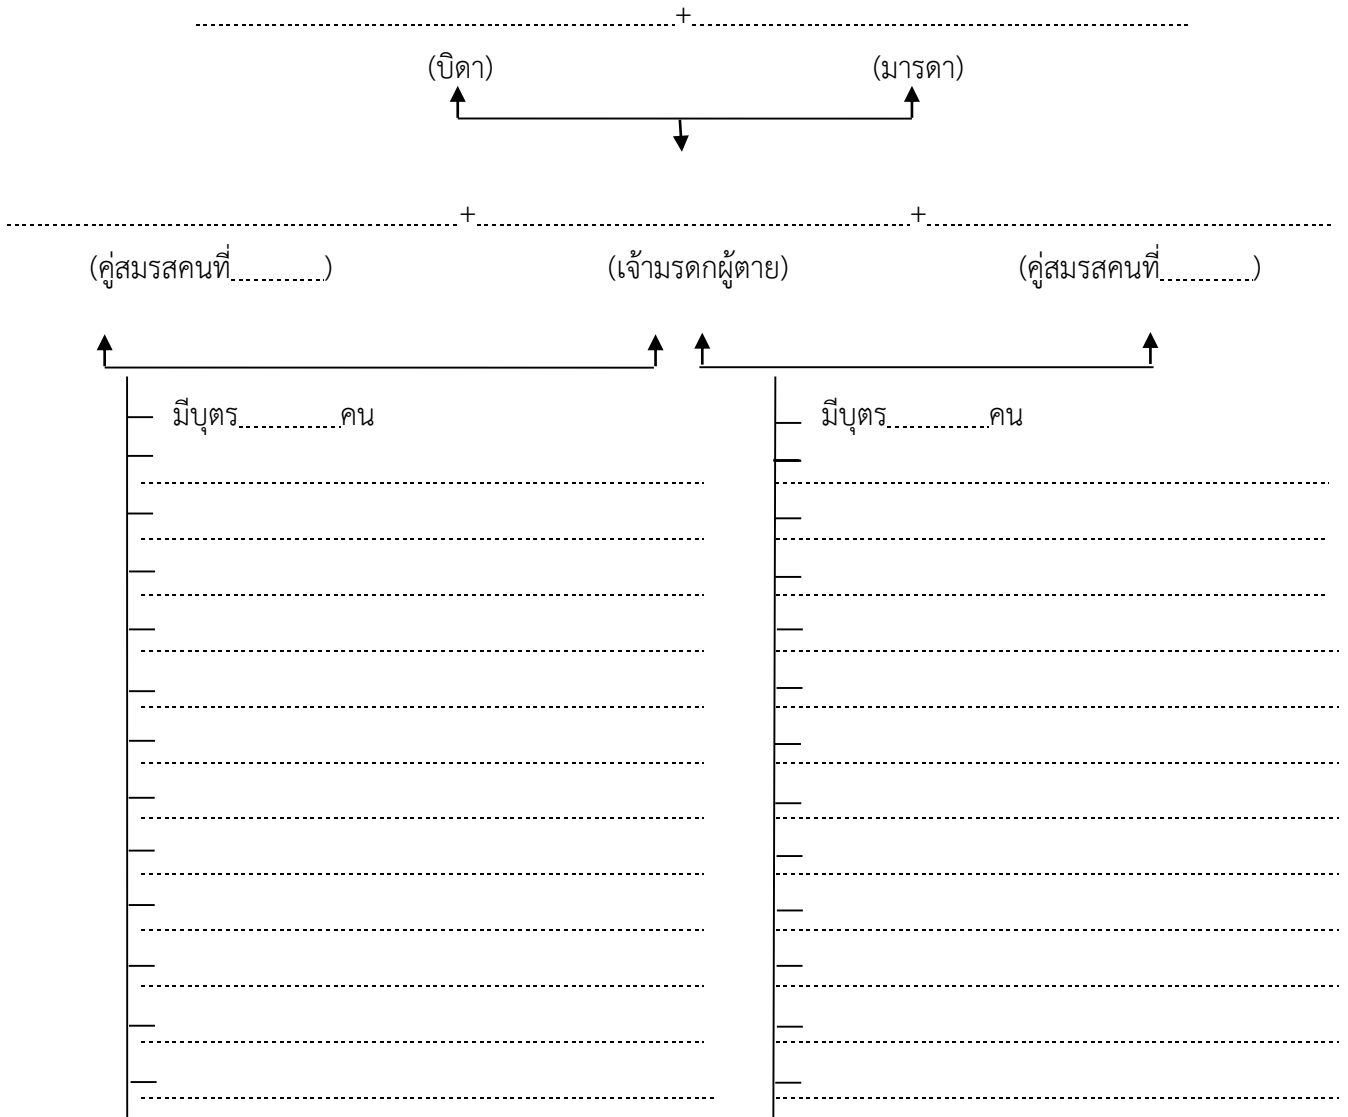 +
(บิดา) (มารดา)
+ +
(คู่สมรสคนที่........) (เจ้ามรดกผู้ตาย) (คู่สมรสคนที่........)
มีบุตร........คน มีบุตร........คน